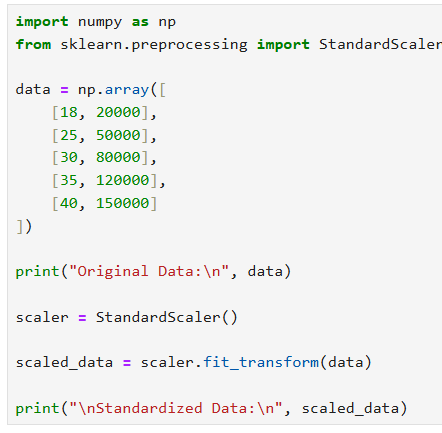 import numpy as np
from sklearn.preprocessing import StandardScaler

data = np.array([
    [18, 20000],
    [25, 50000],
    [30, 80000],
    [35, 120000],
    [40, 150000]
])

print("Original Data:\n", data)

scaler = StandardScaler()

scaled_data = scaler.fit_transform(data)

print("\nStandardized Data:\n", scaled_data)